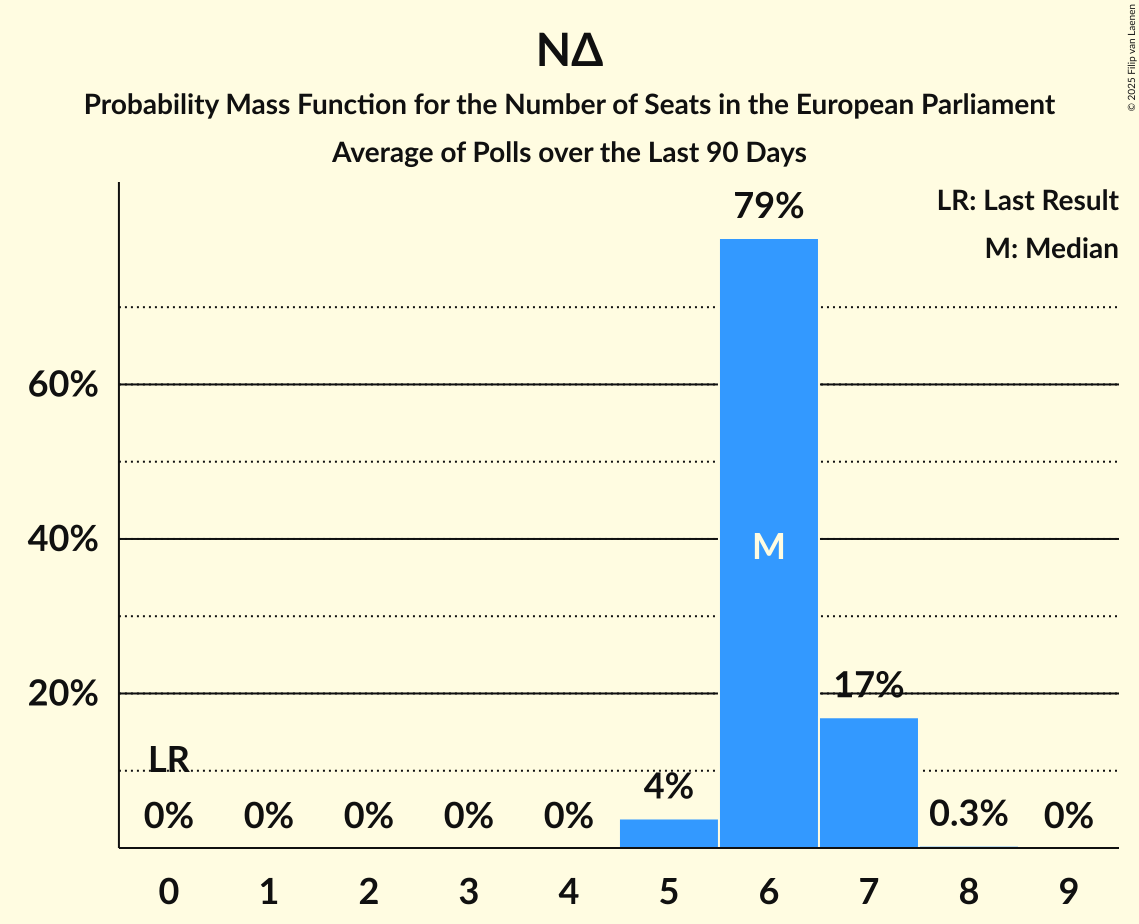 ΝΔ
Probability Mass Function for the Number of Seats in the European Parliament
Average of Polls over the Last 90 Days
© 2025 Filip van Laenen
LR: Last Result
M: Median
79%
60%
40%
M
20%
17%
LR
4%
0% 0% 0% 0% 0% 0.3% 0%
0 1 2 3 4 5 6 7 8 9